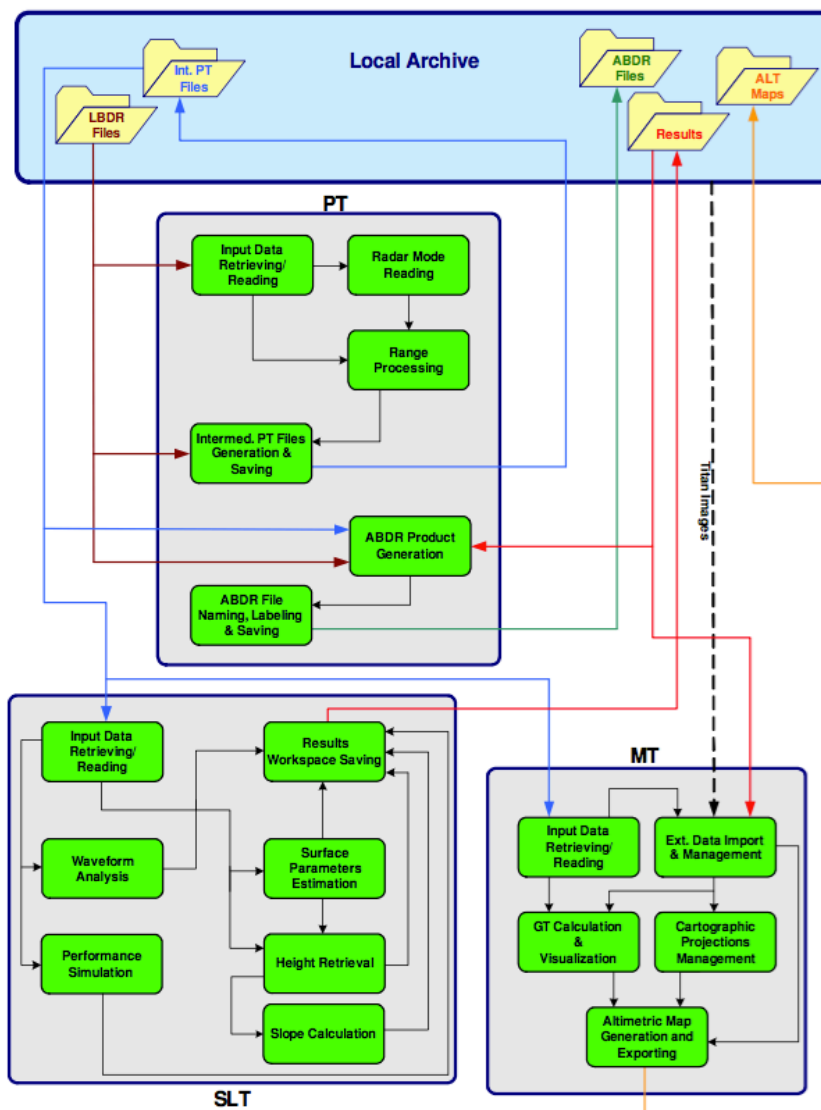 Local Archive
Int. PT
Files
LBDR
Files
ABDR
Files
Results
ALT
Maps
PT
Input Data
Retrieving/
Reading
Radar Mode
Reading
Range
Processing
Intermed. PT Files
Generation &
Saving
ABDR Product
Generation
ABDR File
Naming, Labeling
& Saving
Titan Images
Input Data
Retrieving/
Reading
Results
Workspace Saving
Waveform
Analysis
Surface
Parameters
Estimation
Performance
Simulation
Height Retrieval
Slope Calculation
SLT
MT
Input Data
Retrieving/
Reading
Ext. Data Import
& Management
GT Calculation
&
Visualization
Cartographic
Projections
Management
Altimetric Map
Generation and
Exporting